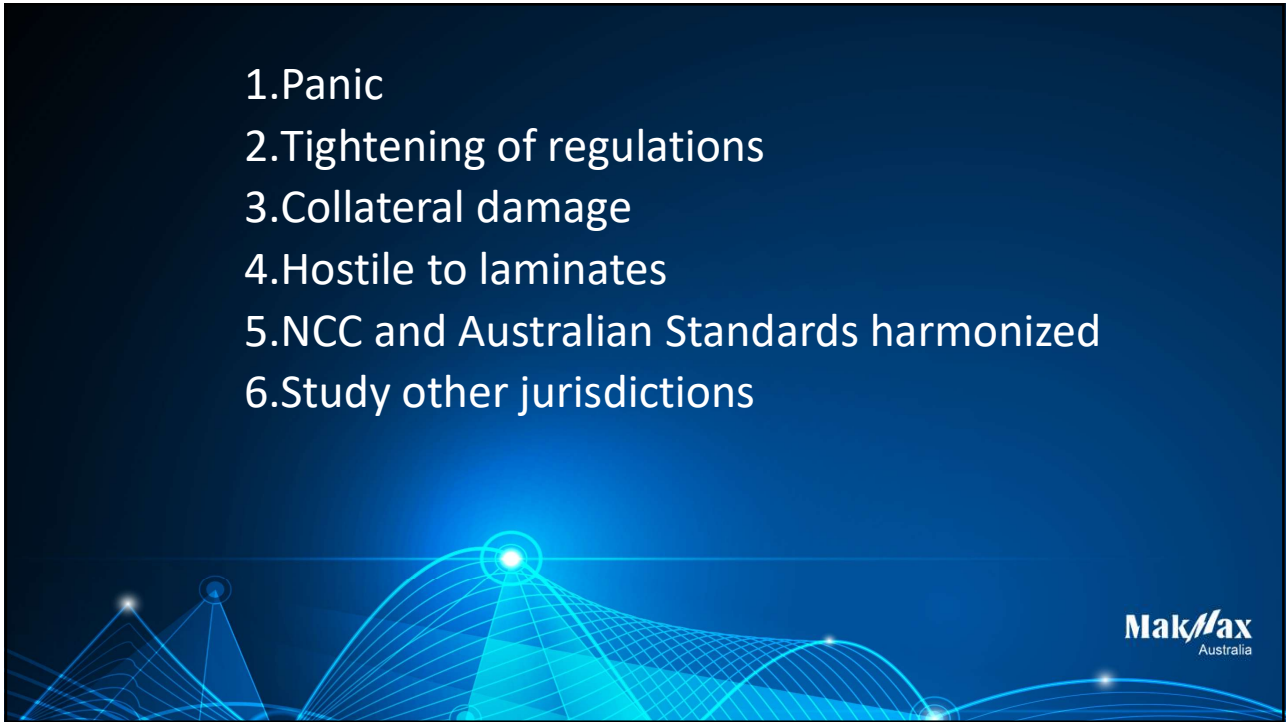 1.Panic
2.Tightening of regulations
3.Collateral damage
4.Hostile to laminates
5.NCC and Australian Standards harmonized
6.Study other jurisdictions
MakMax
Australia